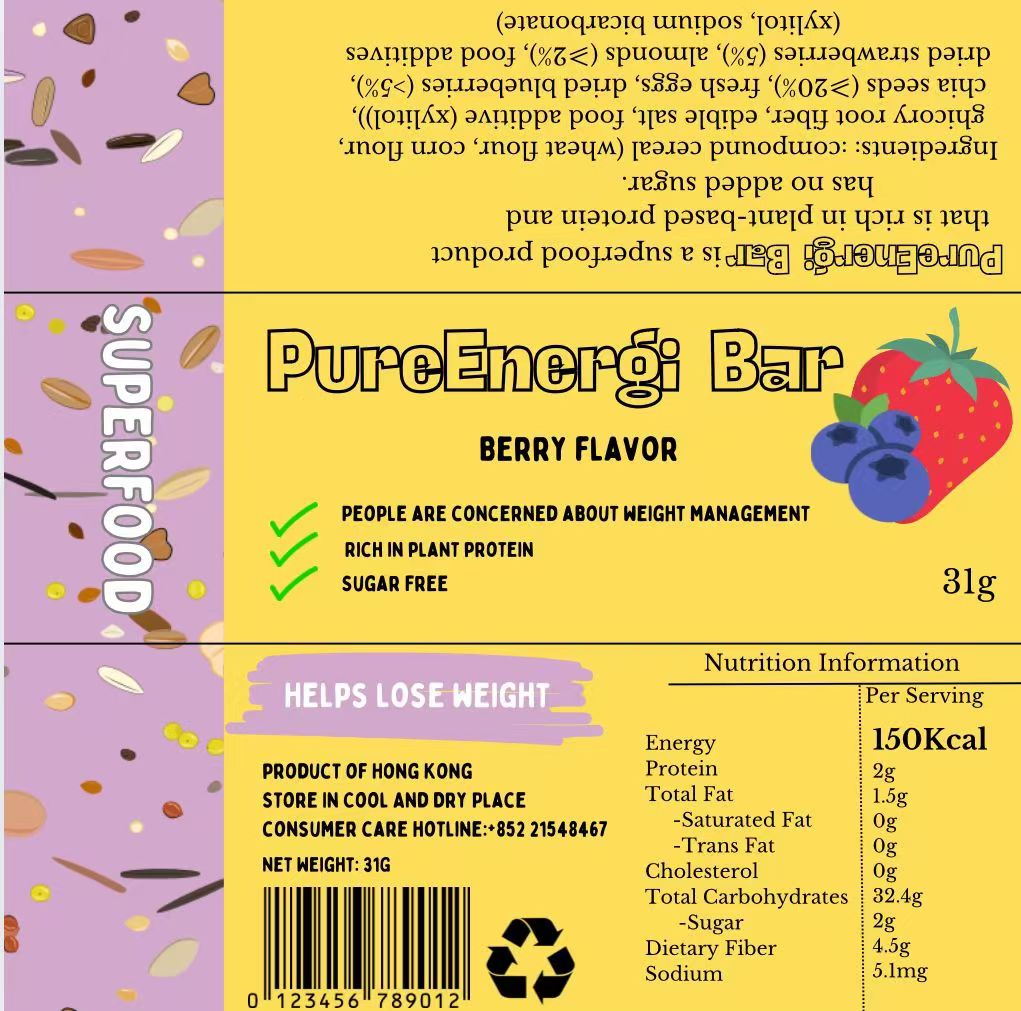 PureEnergi Bar is a superfood product
that is rich in plant-based protein and
has no added sugar.
Ingredients: :compound cereal (wheat flour, corn flour,
ghicory root fiber, edible salt, food additive (xylitol)),
chia seeds (⩾20%), fresh eggs, dried blueberries (>5%),
dried strawberries (5%), almonds (⩾2%), food additives
(xylitol, sodium bicarbonate)
SUPERFOOD
PureEnergi Bar
BERRY FLAVOR
PEOPLE ARE CONCERNED ABOUT WEIGHT MANAGEMENT
RICH IN PLANT PROTEIN
SUGAR FREE
31g
HELPS LOSE WEIGHT
PRODUCT OF HONG KONG
STORE IN COOL AND DRY PLACE
CONSUMER CARE HOTLINE:+852 21548467
NET WEIGHT: 31G
0 123456 789012
Nutrition Information
Per Serving
Energy 150Kcal
Protein 2g
Total Fat 1.5g
-Saturated Fat 0g
-Trans Fat 0g
Cholesterol 0g
Total Carbohydrates 32.4g
-Sugar 2g
Dietary Fiber 4.5g
Sodium 5.1mg